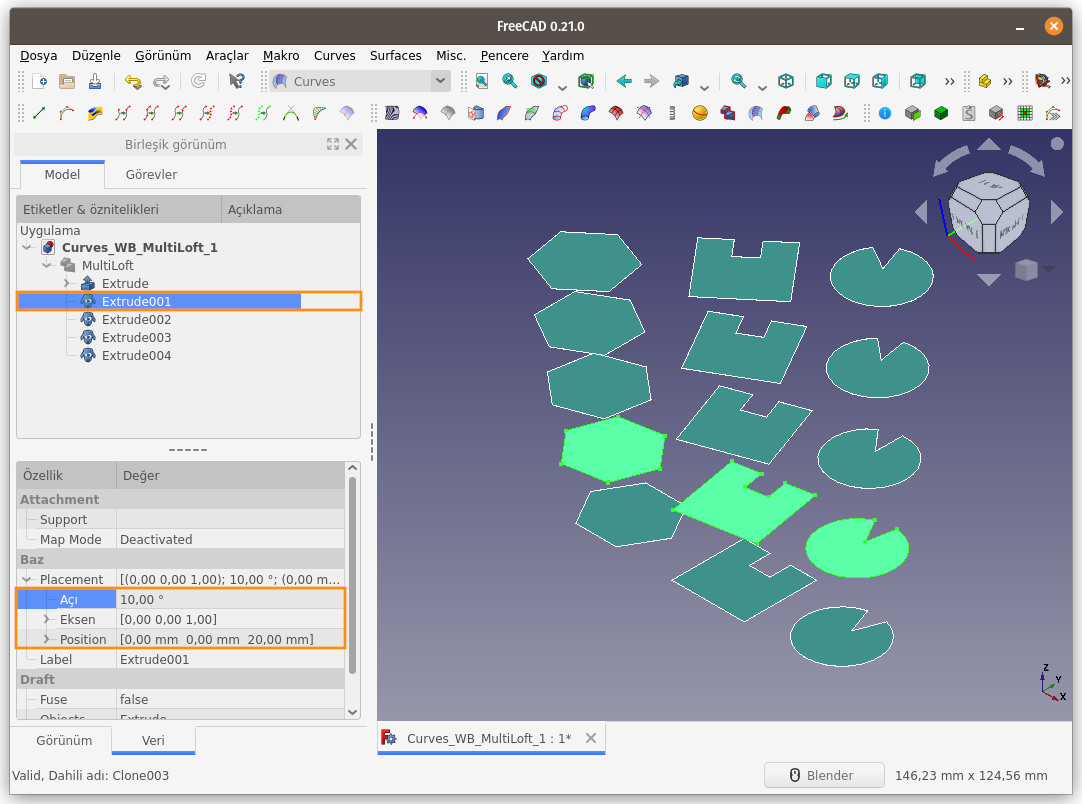 FreeCAD 0.21.0
Dosya Düzenle Görünüm Araçlar Makro Curves Surfaces Misc. Pencere Yardım
Curves
Birleşik görünüm
Model Görevler
Etiketler & öznitelikleri Açıklama
Uygulama
Curves_WB_MultiLoft_1
MultiLoft
Extrude
Extrude001
Extrude002
Extrude003
Extrude004
Özellik Değer
Attachment
Support
Map Mode Deactivated
Baz
Placement [(0,00 0,00 1,00); 10,00 °; (0,00 m...
Açı 10,00 °
Eksen [0,00 0,00 1,00]
Position [0,00 mm 0,00 mm 20,00 mm]
Label Extrude001
Draft
Fuse false
Objects Extrude
Görünüm Veri
Z
Y
X
Curves_WB_MultiLoft_1 : 1*
Valid, Dahili adı: Clone003
Blender 146,23 mm x 124,56 mm